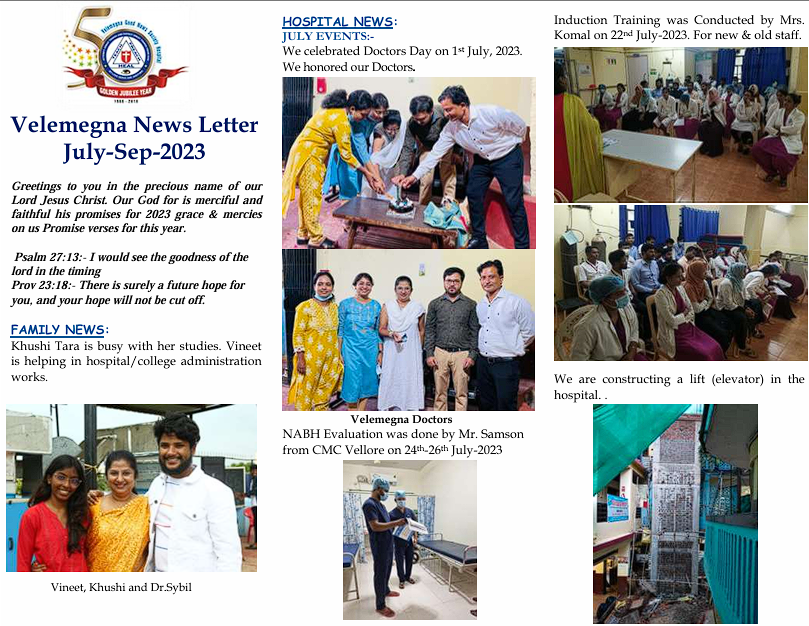 Velemegna Good News Society Hospital
HEAL
GOLDEN JUBILEE YEAR
Velemegna News Letter
July-Sep-2023
Greetings to you in the precious name of our
Lord Jesus Christ. Our God for is merciful and
faithful his promises for 2023 grace & mercies
on us Promise verses for this year.
Psalm 27:13:- I would see the goodness of the
lord in the timing
Prov 23:18:- There is surely a future hope for
you, and your hope will not be cut off.
FAMILY NEWS:
Khushi Tara is busy with her studies. Vineet
is helping in hospital/college administration
works.
Vineet, Khushi and Dr.Sybil
HOSPITAL NEWS:
JULY EVENTS:-
We celebrated Doctors Day on 1st July, 2023.
We honored our Doctors.
Velemegna Doctors
NABH Evaluation was done by Mr. Samson
from CMC Vellore on 24th-26th July-2023
Induction Training was Conducted by Mrs.
Komal on 22nd July-2023. For new & old staff.
We are constructing a lift (elevator) in the
hospital. .